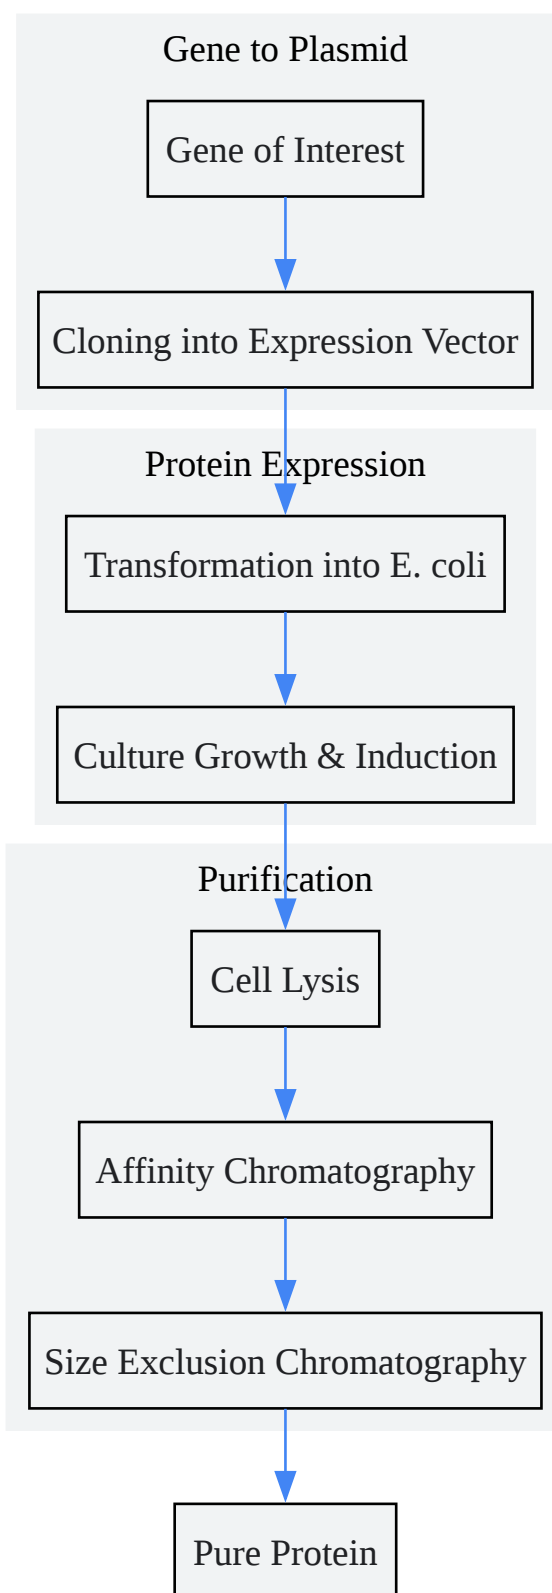 Gene to Plasmid
Gene of Interest
Cloning into Expression Vector
Protein Expression
Transformation into E. coli
Culture Growth & Induction
Purification
Cell Lysis
Affinity Chromatography
Size Exclusion Chromatography
Pure Protein